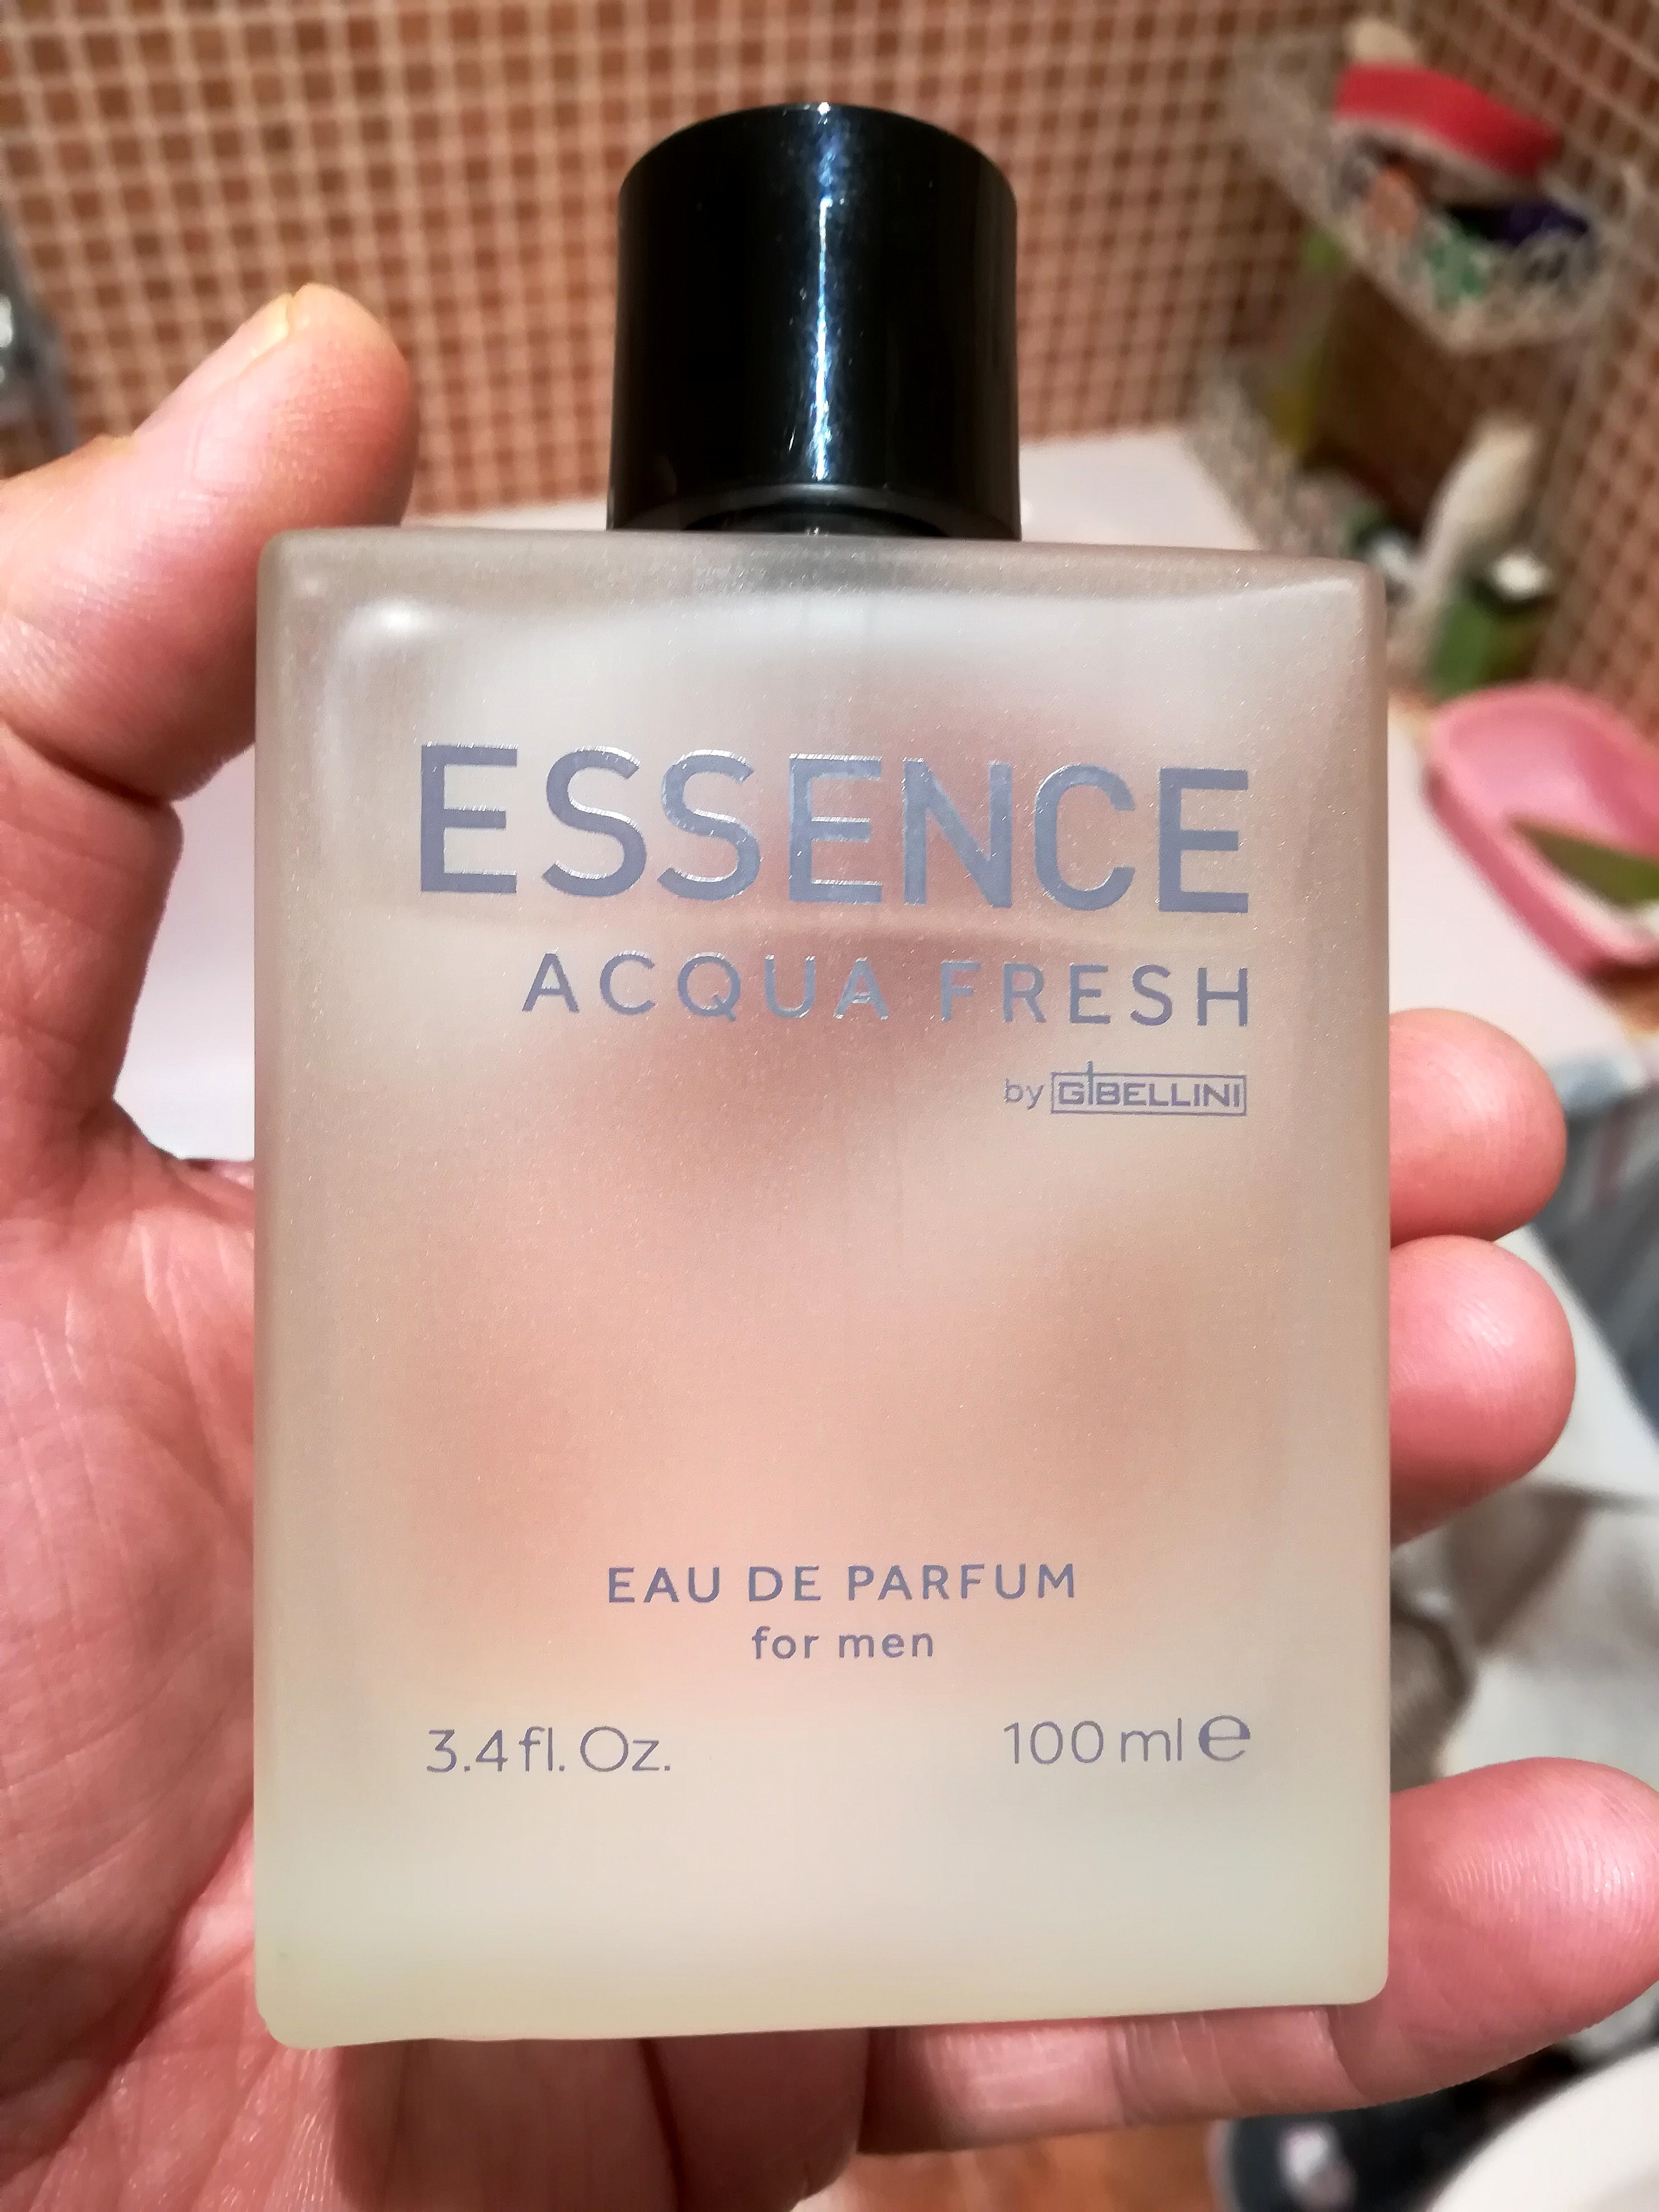 ESSENCE
ACQUA FRESH
by GIBELLINI
EAU DE PARFUM
for men
3.4 fl. Oz. 100 ml ℮